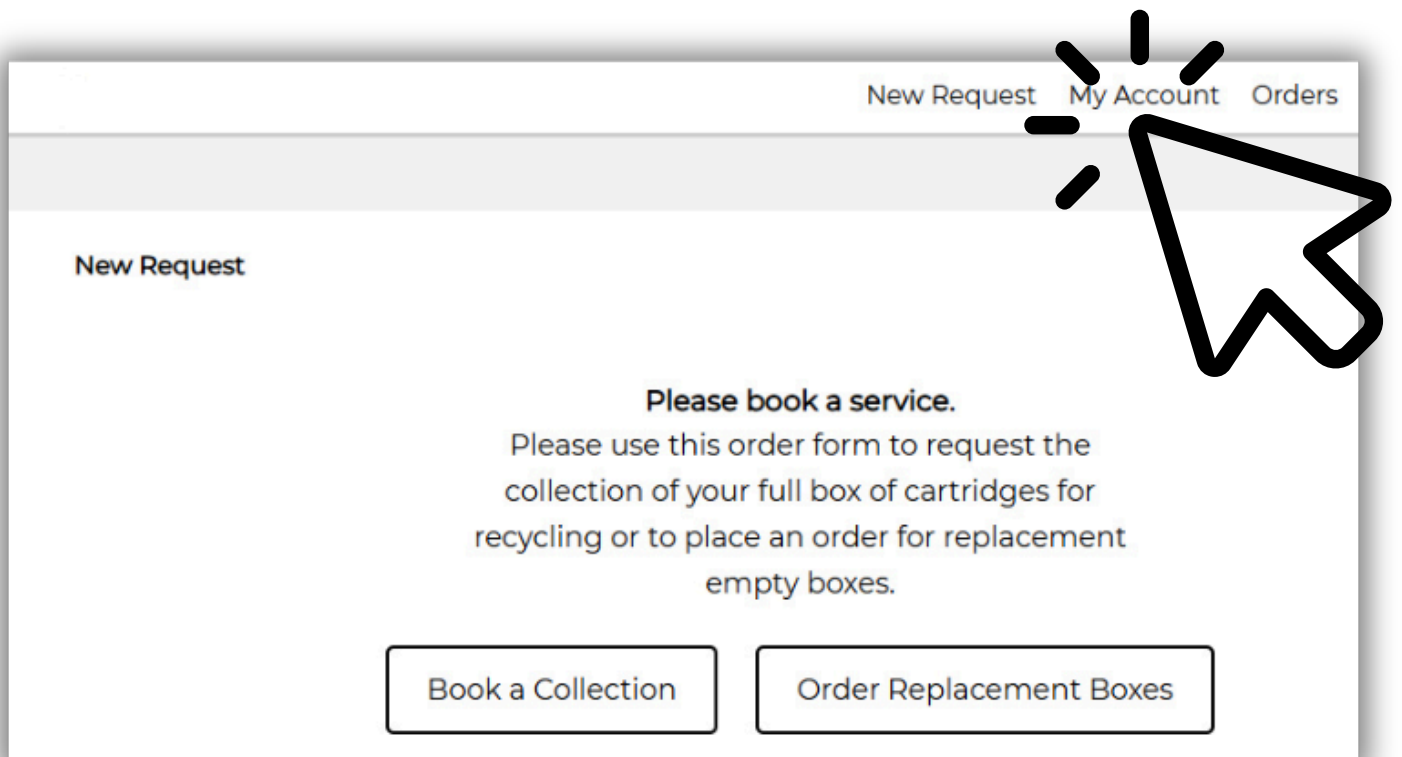 New Request My Account Orders
New Request
Please book a service.
Please use this order form to request the
collection of your full box of cartridges for
recycling or to place an order for replacement
empty boxes.
Book a Collection Order Replacement Boxes